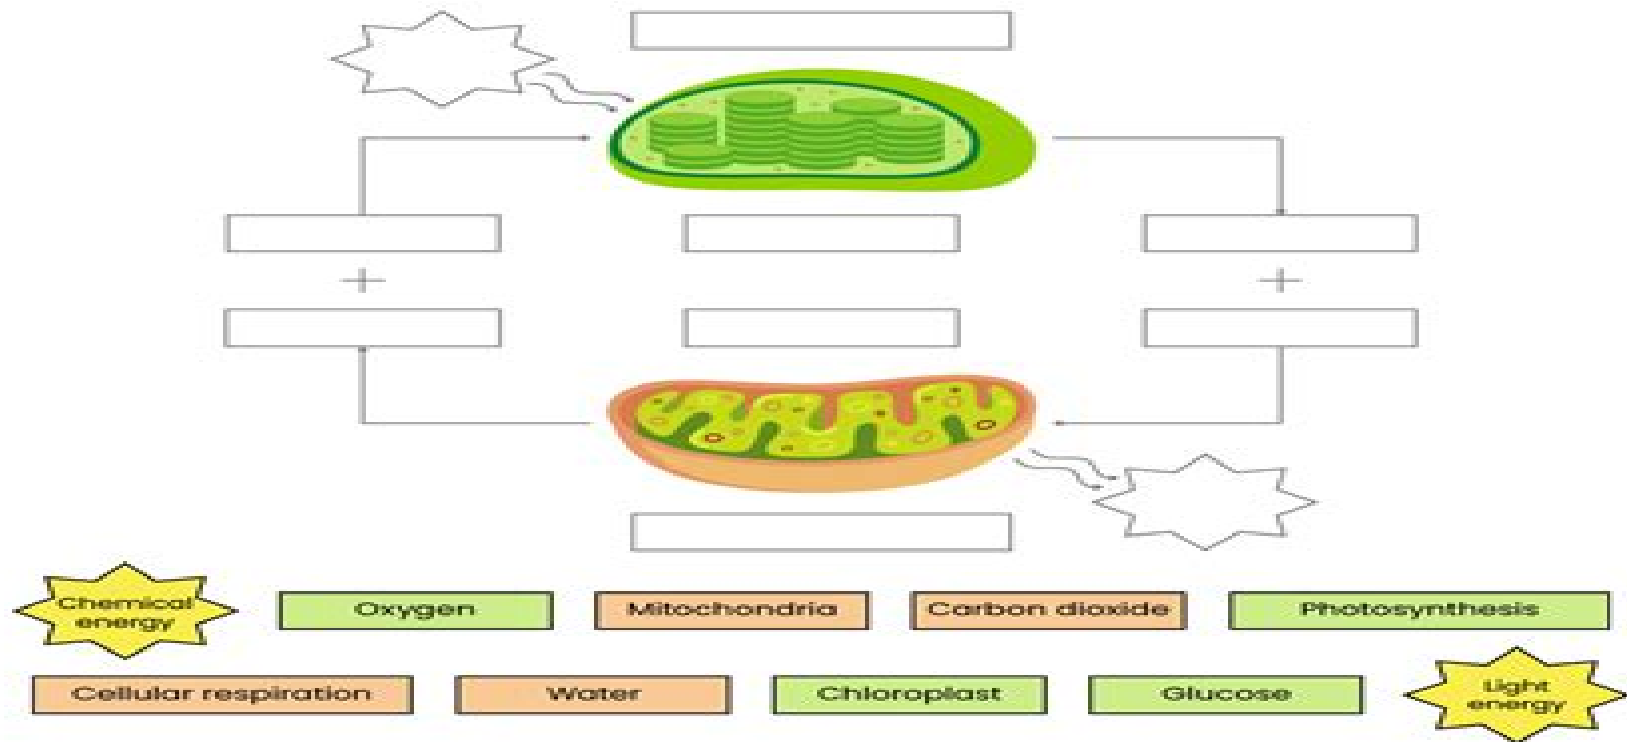 Chemical
energy
Oxygen
Mitochondria
Carbon dioxide
Photosynthesis
Cellular respiration
Water
Chloroplast
Glucose
Light
energy